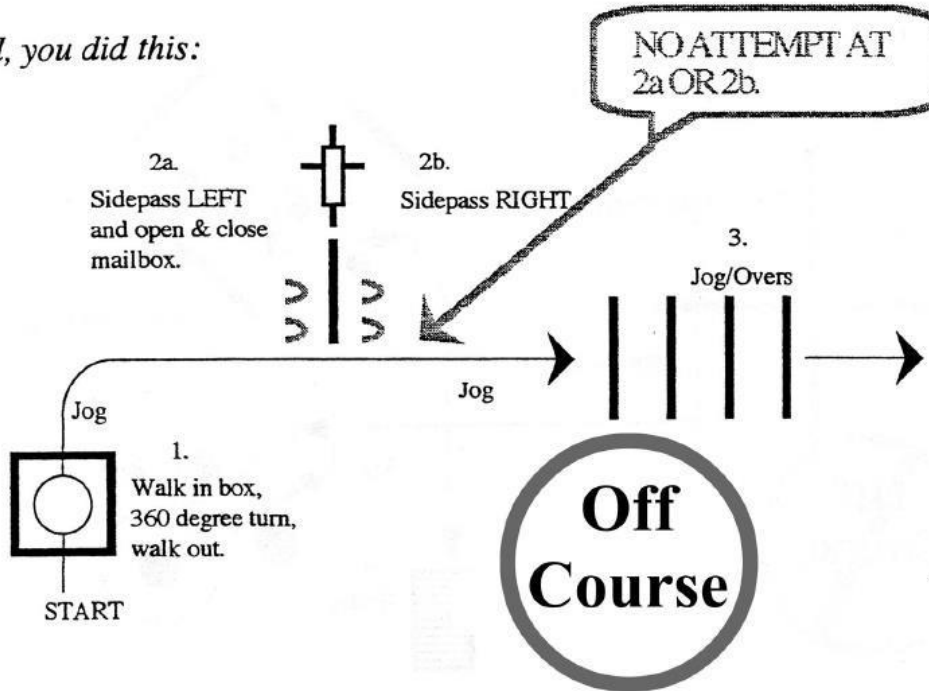 you did this:
NO ATTEMPT AT
2a OR 2b.
2a.
Sidepass LEFT
and open & close
mailbox.
2b.
Sidepass RIGHT
3.
Jog/Overs
Jog
Jog
1.
Walk in box,
360 degree turn,
walk out.
START
Off
Course